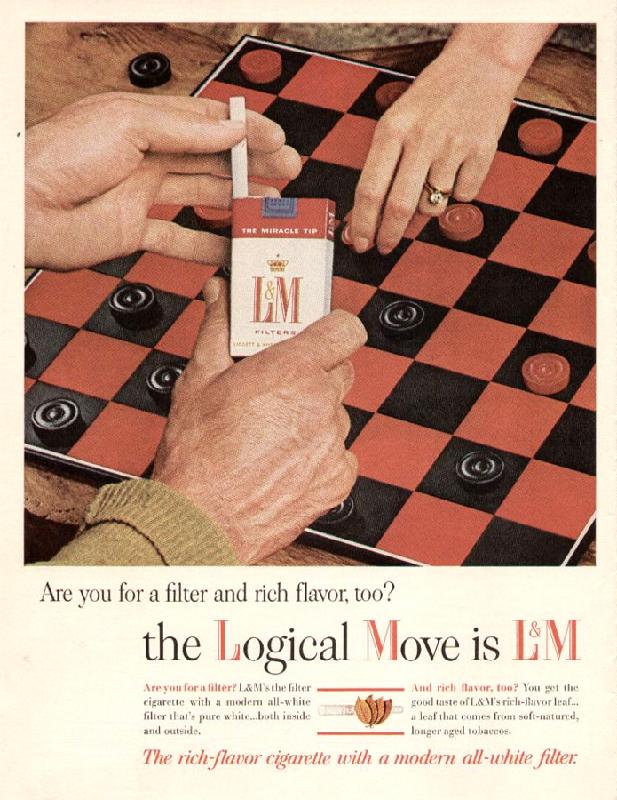 THE MIRACLE TIP
L&M
FILTERS
Are you for a filter and rich flavor, too?
the Logical Move is L&M
Are you for a filter? L&M's the filter
cigarette with a modern all-white
filter that's pure white...both inside
and outside.
And rich flavor, too? You get the
good taste of L&M's rich-flavor leaf...
a leaf that comes from soft-natured,
longer aged tobaccos.
The rich-flavor cigarette with a modern all-white filter.